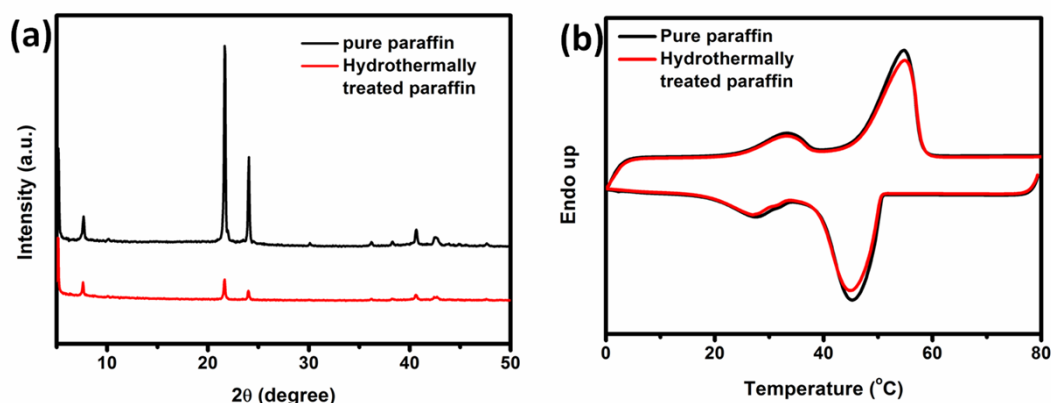 (a)
pure paraffin
Hydrothermally
treated paraffin
Intensity (a.u.)
10
20
30
40
50
2θ (degree)
(b)
Pure paraffin
Hydrothermally
treated paraffin
Endo up
0
20
40
60
80
Temperature (°C)